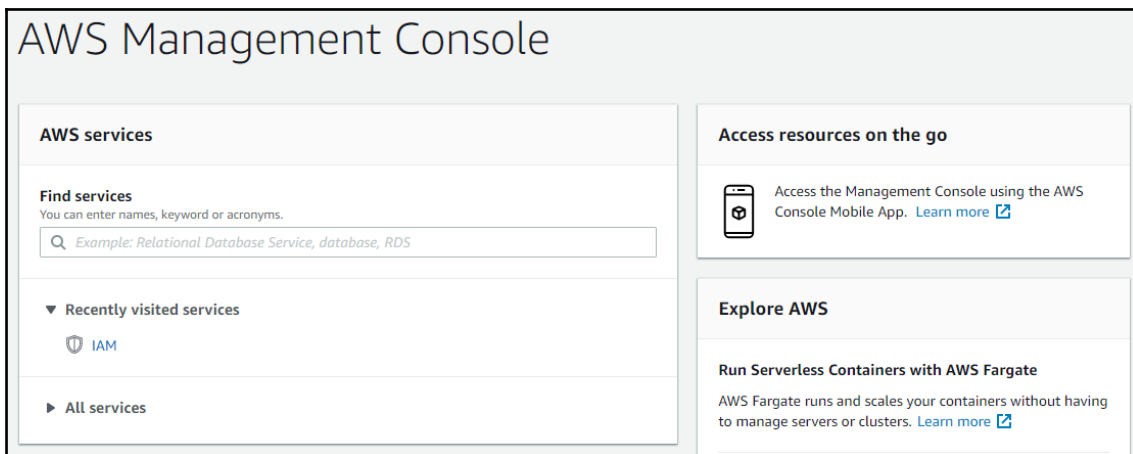 AWS Management Console
AWS services
Find services
You can enter names, keyword or acronyms.
Example: Relational Database Service, database, RDS
Recently visited services
IAM
All services
Access resources on the go
Access the Management Console using the AWS
Console Mobile App. Learn more
Explore AWS
Run Serverless Containers with AWS Fargate
AWS Fargate runs and scales your containers without having
to manage servers or clusters. Learn more